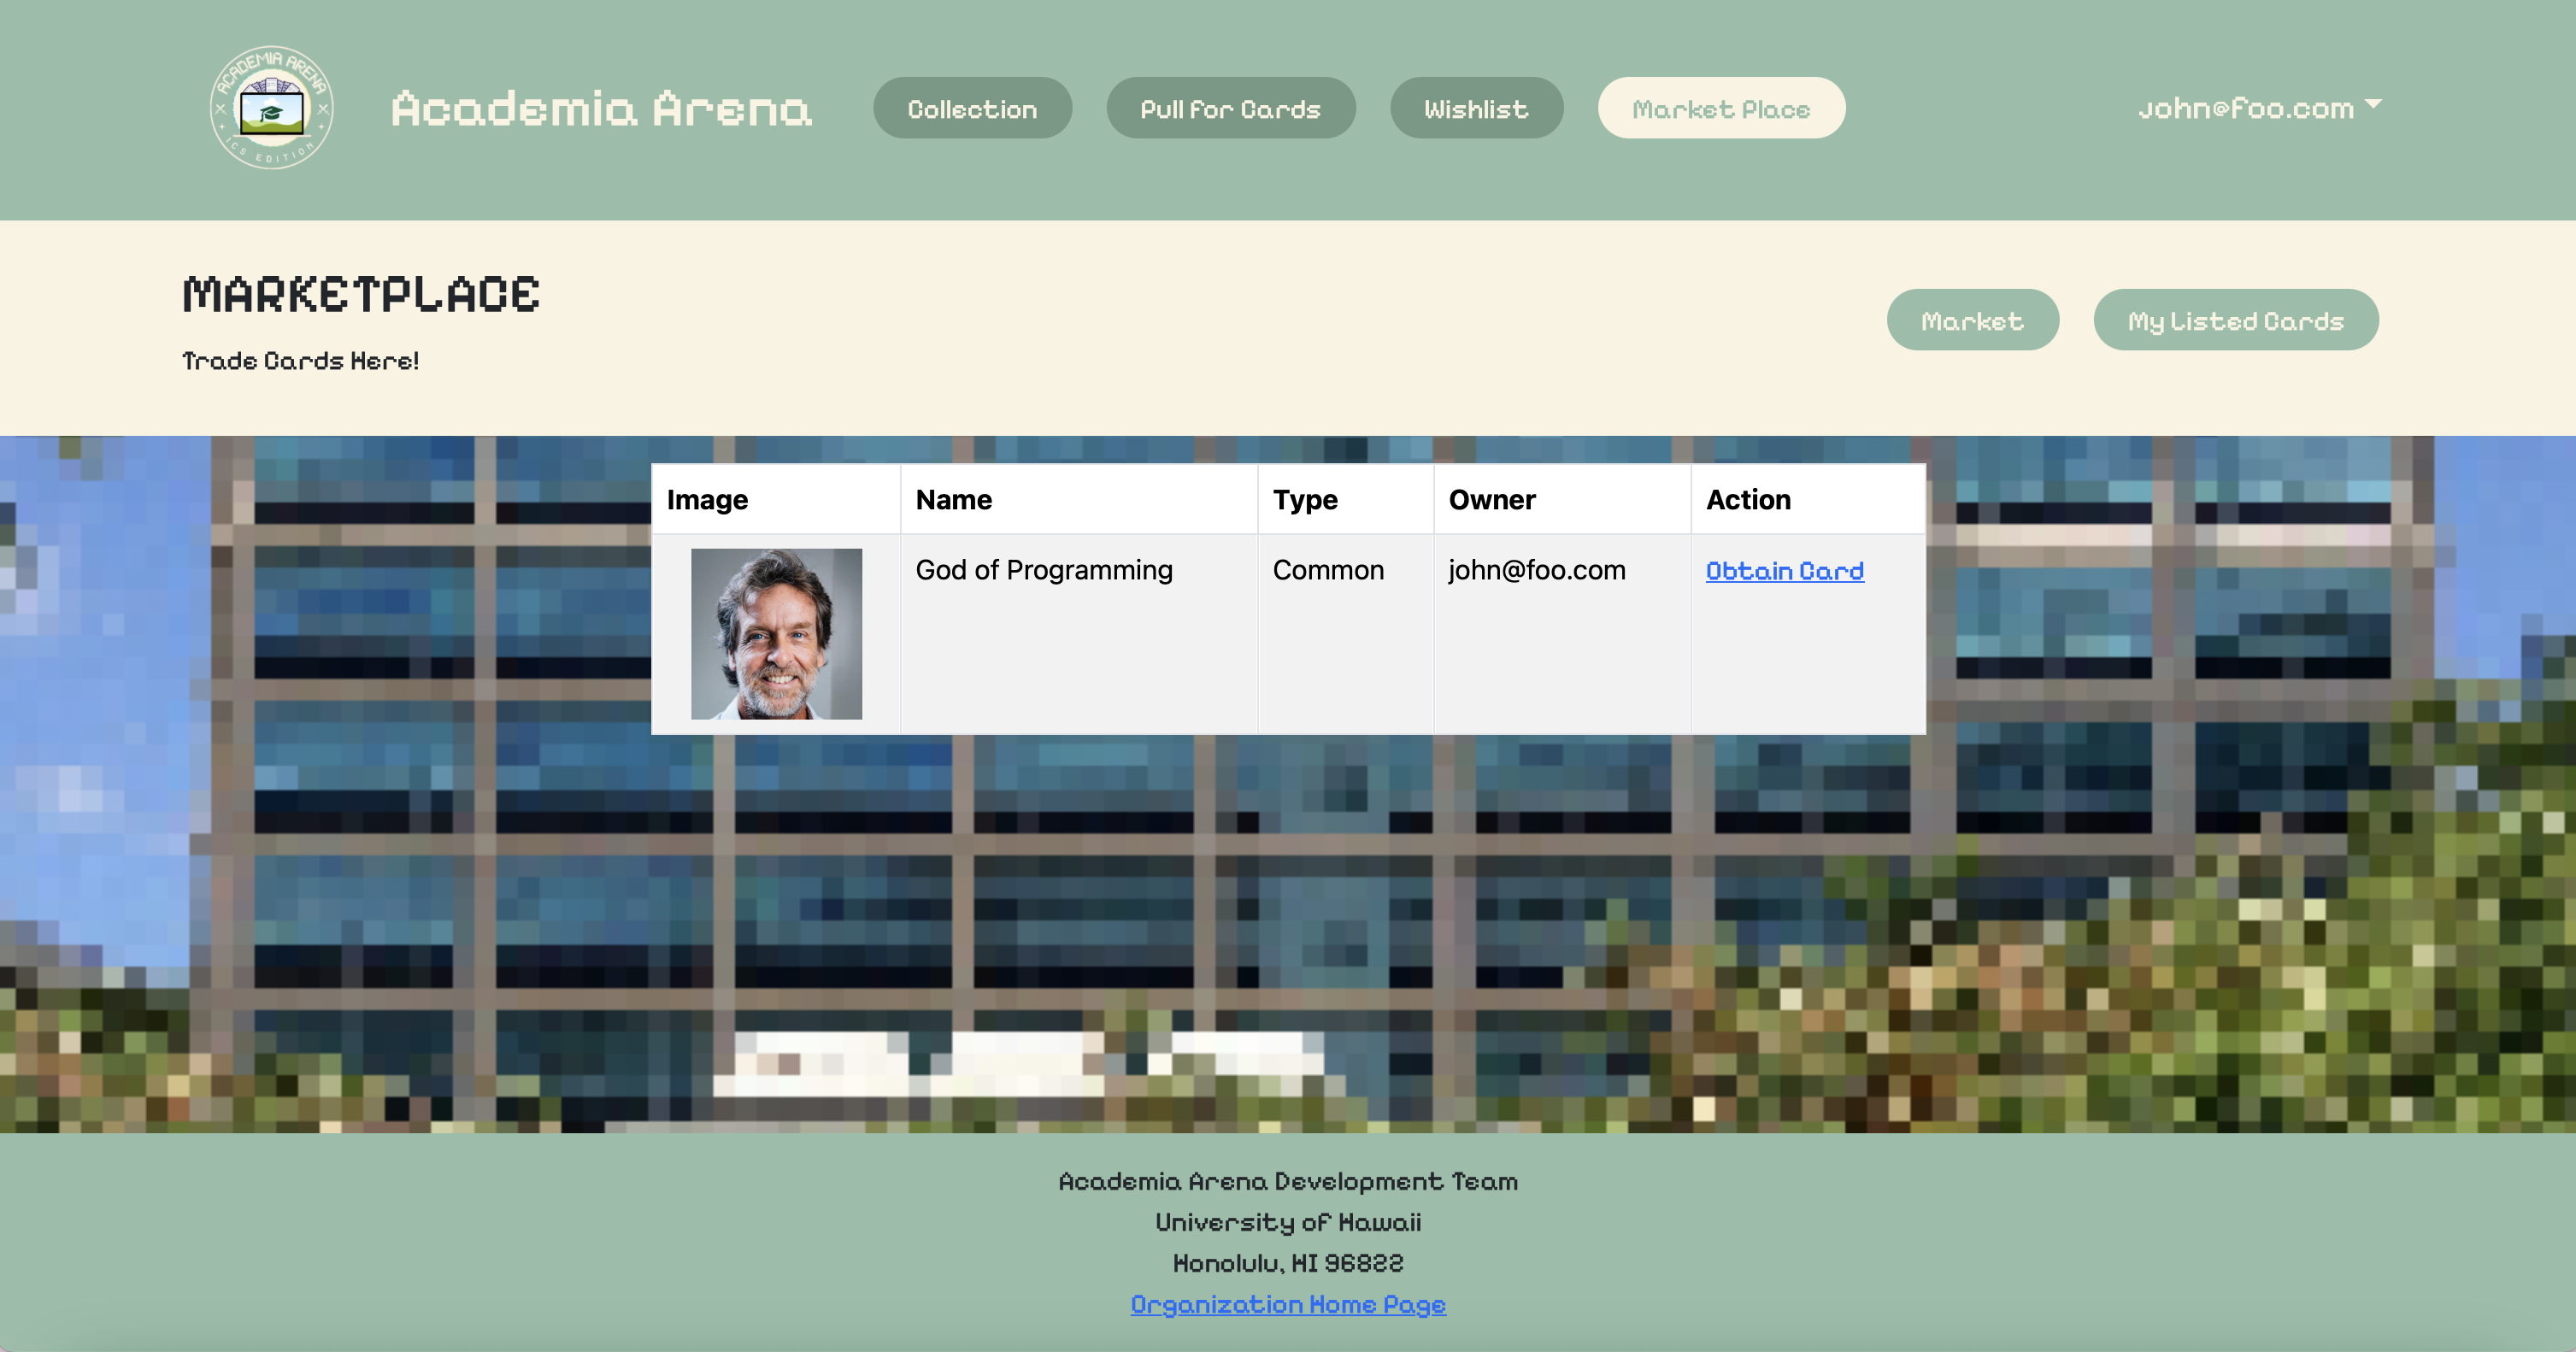 ACADEMIA ARENA
ICS EDITION
Academia Arena
Collection
Pull for Cards
Wishlist
Market Place
john@foo.com
MARKETPLACE
Trade Cards Here!
Market
My Listed Cards
Image
Name
Type
Owner
Action
God of Programming
Common
john@foo.com
Obtain Card
Academia Arena Development Team
University of Hawaii
Honolulu, HI 96822
Organization Home Page